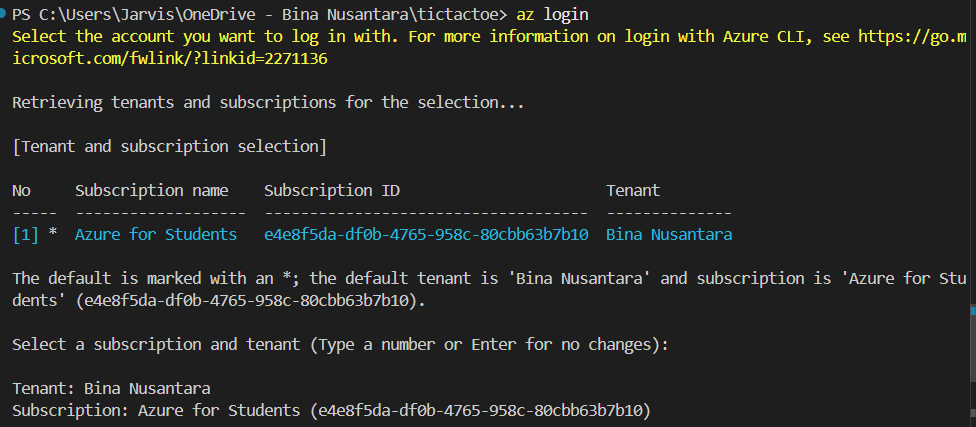 PS C:\Users\Jarvis\OneDrive - Bina Nusantara\tictactoe> az login
Select the account you want to log in with. For more information on login with Azure CLI, see https://go.m
icrosoft.com/fwlink/?linkid=2271136
Retrieving tenants and subscriptions for the selection...
[Tenant and subscription selection]
No     Subscription name    Subscription ID                       Tenant
-----  -------------------  ------------------------------------  --------------
[1] *  Azure for Students   e4e8f5da-df0b-4765-958c-80cbb63b7b10  Bina Nusantara
The default is marked with an *; the default tenant is 'Bina Nusantara' and subscription is 'Azure for Stu
dents' (e4e8f5da-df0b-4765-958c-80cbb63b7b10).
Select a subscription and tenant (Type a number or Enter for no changes):
Tenant: Bina Nusantara
Subscription: Azure for Students (e4e8f5da-df0b-4765-958c-80cbb63b7b10)